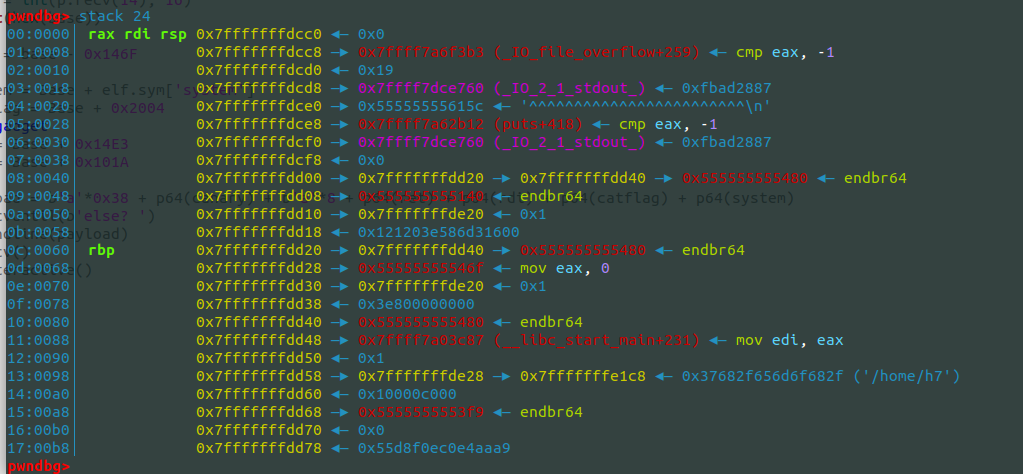 = int(p.recv(14), 16)
pwndbg> stack 24
00:0000│ rax rdi rsp 0x7fffffffdcc0 ◂— 0x0
01:0008│ 0x7fffffffdcc8 —▸ 0x7ffff7a6f3b3 (_IO_file_overflow+259) ◂— cmp eax, -1
02:0010│ 0x7fffffffdcd0 ◂— 0x19
03:0018│ 0x7fffffffdcd8 —▸ 0x7ffff7dce760 (_IO_2_1_stdout_) ◂— 0xfbad2887
04:0020│ 0x7fffffffdce0 —▸ 0x55555555615c ◂— '^^^^^^^^^^^^^^^^^^^^^^^^\n'
05:0028│ 0x7fffffffdce8 —▸ 0x7ffff7a62b12 (puts+418) ◂— cmp eax, -1
06:0030│ 0x7fffffffdcf0 —▸ 0x7ffff7dce760 (_IO_2_1_stdout_) ◂— 0xfbad2887
07:0038│ 0x7fffffffdcf8 ◂— 0x0
08:0040│ 0x7fffffffdd00 —▸ 0x7fffffffdd20 —▸ 0x7fffffffdd40 —▸ 0x555555555480 ◂— endbr64
09:0048│ 0x7fffffffdd08 —▸ ◂— endbr64
0a:0050│ 0x7fffffffdd10 —▸ 0x7fffffffde20 ◂— 0x1
0b:0058│ 0x7fffffffdd18 ◂— 0x121203e586d31600
0c:0060│ rbp 0x7fffffffdd20 —▸ 0x7fffffffdd40 —▸ 0x555555555480 ◂— endbr64
0d:0068│ 0x7fffffffdd28 —▸ 0x55555555546f ◂— mov eax, 0
0e:0070│ 0x7fffffffdd30 —▸ 0x7fffffffde20 ◂— 0x1
0f:0078│ 0x7fffffffdd38 ◂— 0x3e800000000
10:0080│ 0x7fffffffdd40 —▸ 0x555555555480 ◂— endbr64
11:0088│ 0x7fffffffdd48 —▸ 0x7ffff7a03c87 (__libc_start_main+231) ◂— mov edi, eax
12:0090│ 0x7fffffffdd50 ◂— 0x1
13:0098│ 0x7fffffffdd58 —▸ 0x7fffffffde28 —▸ 0x7fffffffe1c8 ◂— 0x37682f656d6f682f ('/home/h7')
14:00a0│ 0x7fffffffdd60 ◂— 0x10000c000
15:00a8│ 0x7fffffffdd68 —▸ 0x5555555553f9 ◂— endbr64
16:00b0│ 0x7fffffffdd70 ◂— 0x0
17:00b8│ 0x7fffffffdd78 ◂— 0x55d8f0ec0e4aaa9
pwndbg>